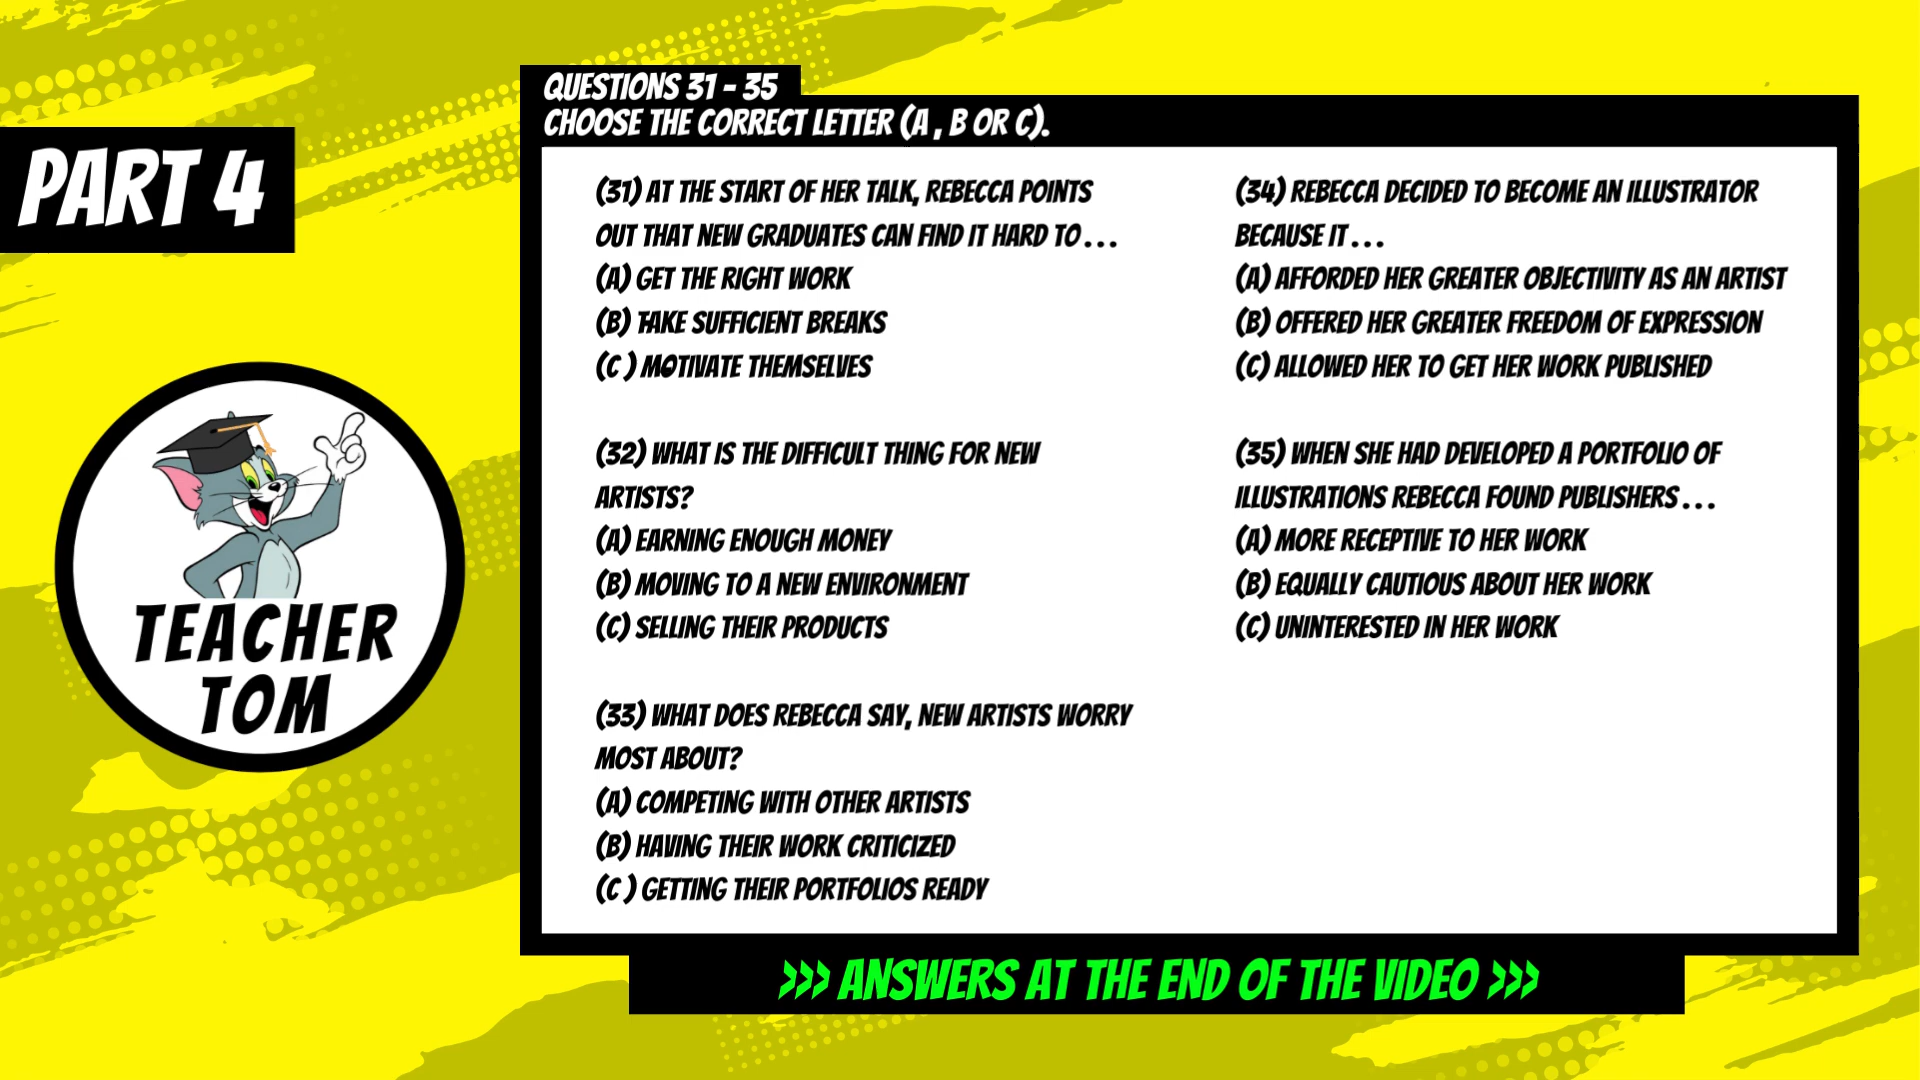 QUESTIONS 31 - 35
CHOOSE THE CORRECT LETTER (A , B OR C).
PART 4
(31) AT THE START OF HER TALK, REBECCA POINTS
OUT THAT NEW GRADUATES CAN FIND IT HARD TO . . .
(A) GET THE RIGHT WORK
(B) TAKE SUFFICIENT BREAKS
(C ) MOTIVATE THEMSELVES
(32) WHAT IS THE DIFFICULT THING FOR NEW
ARTISTS?
(A) EARNING ENOUGH MONEY
(B) MOVING TO A NEW ENVIRONMENT
(C) SELLING THEIR PRODUCTS
(33) WHAT DOES REBECCA SAY, NEW ARTISTS WORRY
MOST ABOUT?
(A) COMPETING WITH OTHER ARTISTS
(B) HAVING THEIR WORK CRITICIZED
(C ) GETTING THEIR PORTFOLIOS READY
(34) REBECCA DECIDED TO BECOME AN ILLUSTRATOR
BECAUSE IT . . .
(A) AFFORDED HER GREATER OBJECTIVITY AS AN ARTIST
(B) OFFERED HER GREATER FREEDOM OF EXPRESSION
(C) ALLOWED HER TO GET HER WORK PUBLISHED
(35) WHEN SHE HAD DEVELOPED A PORTFOLIO OF
ILLUSTRATIONS REBECCA FOUND PUBLISHERS . . .
(A) MORE RECEPTIVE TO HER WORK
(B) EQUALLY CAUTIOUS ABOUT HER WORK
(C) UNINTERESTED IN HER WORK
TEACHER
TOM
>>> ANSWERS AT THE END OF THE VIDEO >>>